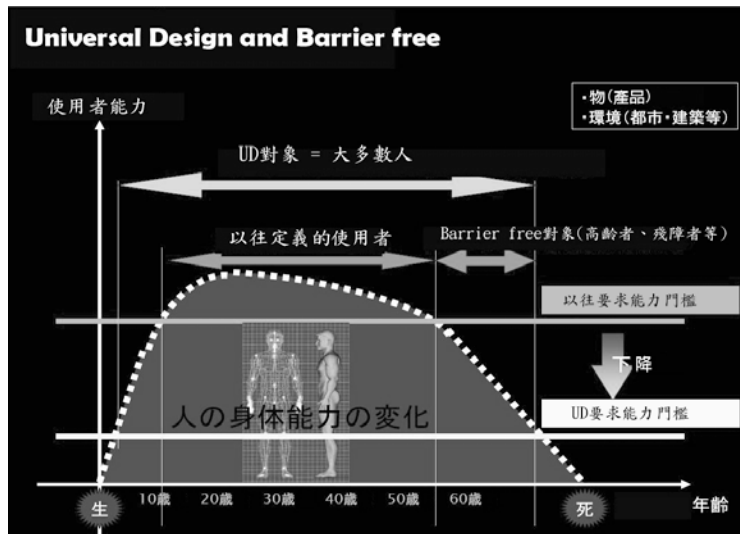 Universal Design and Barrier free
・物(產品)
・環境(都市・建築等)
使用者能力
UD對象 = 大多數人
以往定義的使用者
Barrier free對象(高齡者、殘障者等)
以往要求能力門檻
下降
UD要求能力門檻
人の身体能力の変化
生
10歳
20歳
30歳
40歳
50歳
60歳
死
年齡